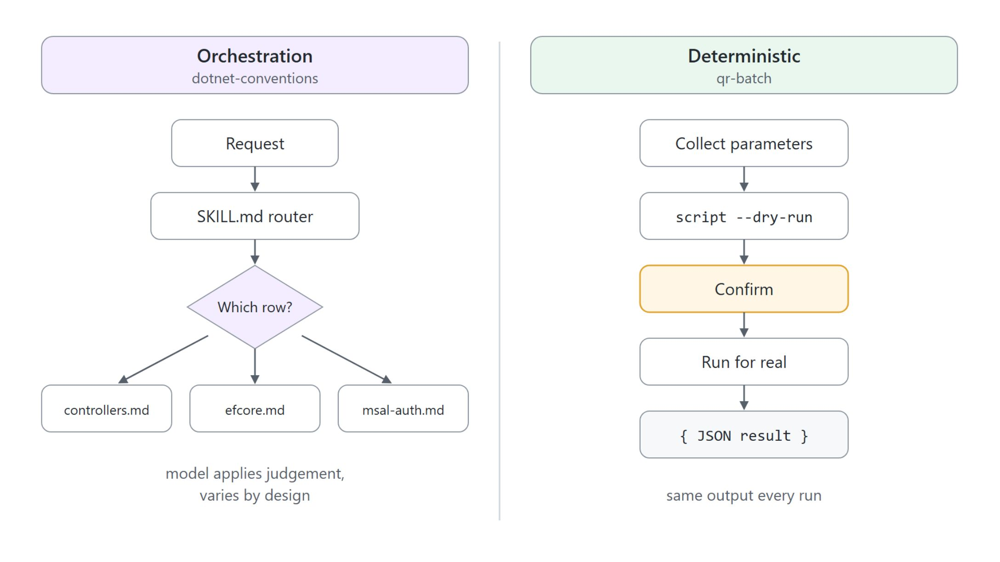 Orchestration
dotnet-conventions
Request
SKILL.md router
Which row?
controllers.md
efcore.md
msal-auth.md
model applies judgement,
varies by design
Deterministic
qr-batch
Collect parameters
script --dry-run
Confirm
Run for real
{ JSON result }
same output every run